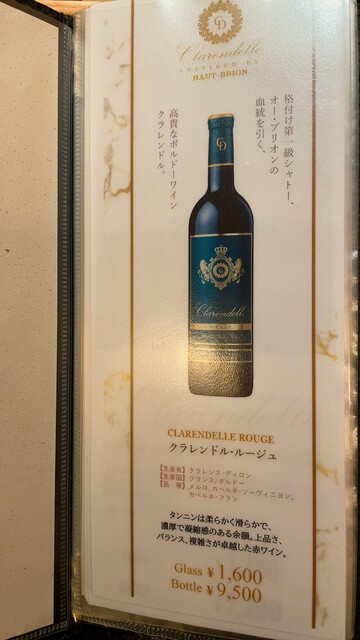 CD
Clarendelle
INSPIRED BY
HAUT-BRION
格付け第一級シャトー、
オー・ブリオンの
血統を引く、
高貴なボルドーワイン
クラレンドル。
CD
Clarendelle
ROUGE
CLARENDELLE ROUGE
クラレンドル・ルージュ
【生産者】クラレンス・ディロン
【生産国】フランス/ボルドー
【品 種】メルロ、カベルネ・ソーヴィニヨン、
カベルネ・フラン
タンニンは柔らかく滑らかで、
濃厚で凝縮感のある余韻。上品さ、
バランス、複雑さが卓越した赤ワイン。
Glass ¥1,600
Bottle ¥9,500